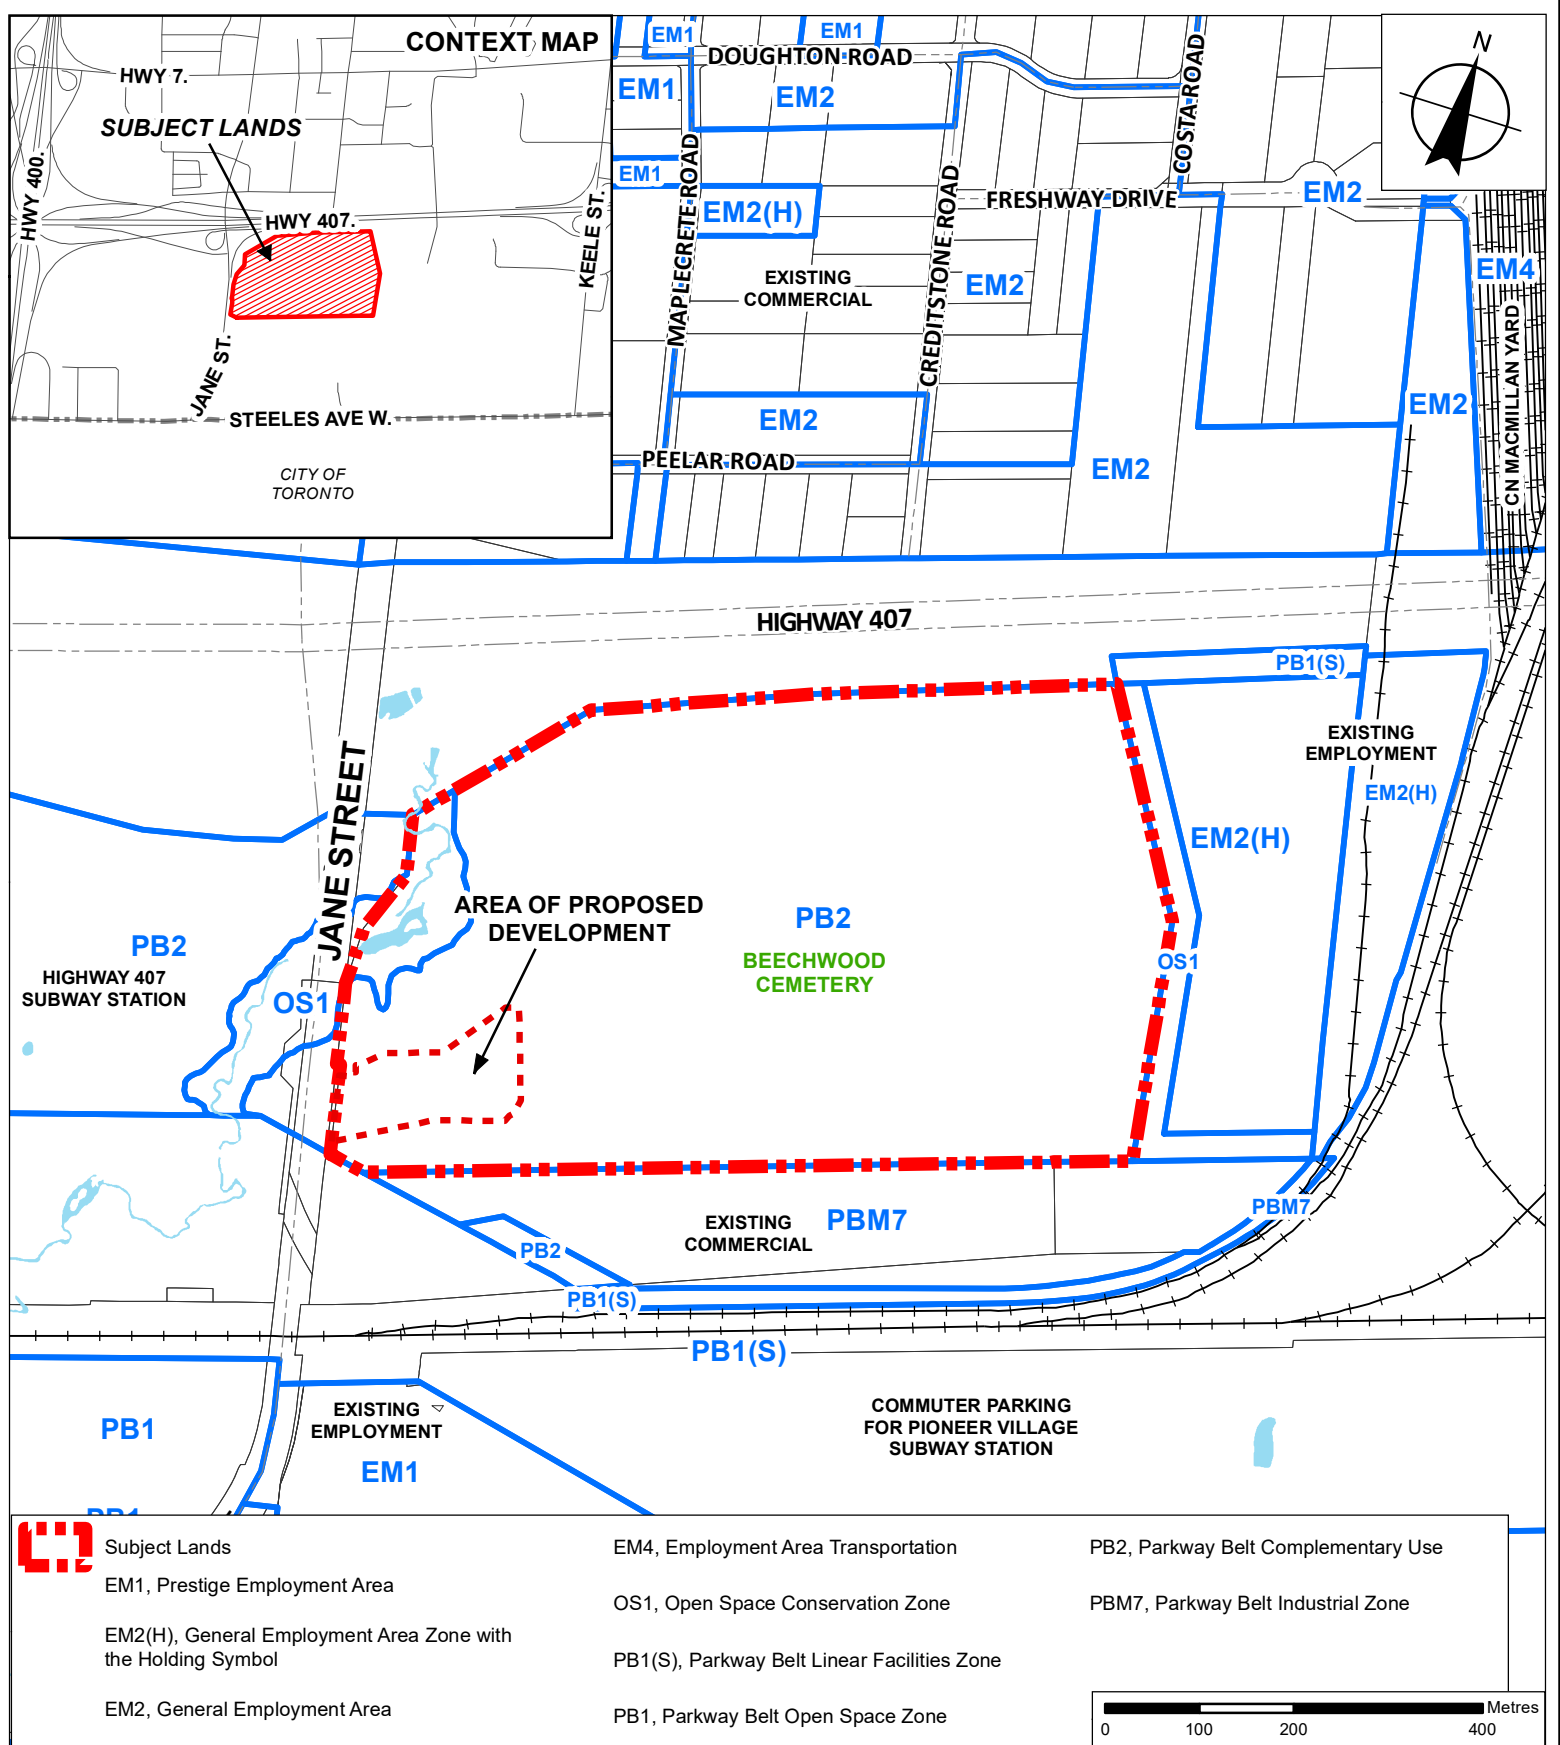 CONTEXT MAP
HWY 7.
SUBJECT LANDS
HWY 400.
HWY 407.
KEELE ST.
JANE ST.
STEELES AVE W.
CITY OF
TORONTO
N
EM1
EM1
DOUGHTON ROAD
EM1
EM2
COSTA ROAD
MAPLECRETE ROAD
EM1
EM2(H)
CREDITSTONE ROAD
FRESHWAY DRIVE
EM2
EXISTING
COMMERCIAL
EM2
EM4
CN MACMILLAN YARD
EM2
EM2
PEELAR ROAD
EM2
HIGHWAY 407
PB1(S)
EXISTING
EMPLOYMENT
EM2(H)
JANE STREET
EM2(H)
AREA OF PROPOSED
DEVELOPMENT
PB2
BEECHWOOD
CEMETERY
PB2
HIGHWAY 407
SUBWAY STATION
OS1
OS1
EXISTING
COMMERCIAL
PBM7
PBM7
PB2
PB1(S)
PB1(S)
PB1
EXISTING
EMPLOYMENT
EM1
COMMUTER PARKING
FOR PIONEER VILLAGE
SUBWAY STATION
PB1
Subject Lands
EM1, Prestige Employment Area
EM2(H), General Employment Area Zone with
the Holding Symbol
EM2, General Employment Area
EM4, Employment Area Transportation
OS1, Open Space Conservation Zone
PB1(S), Parkway Belt Linear Facilities Zone
PB1, Parkway Belt Open Space Zone
PB2, Parkway Belt Complementary Use
PBM7, Parkway Belt Industrial Zone
Metres
0 100 200 400